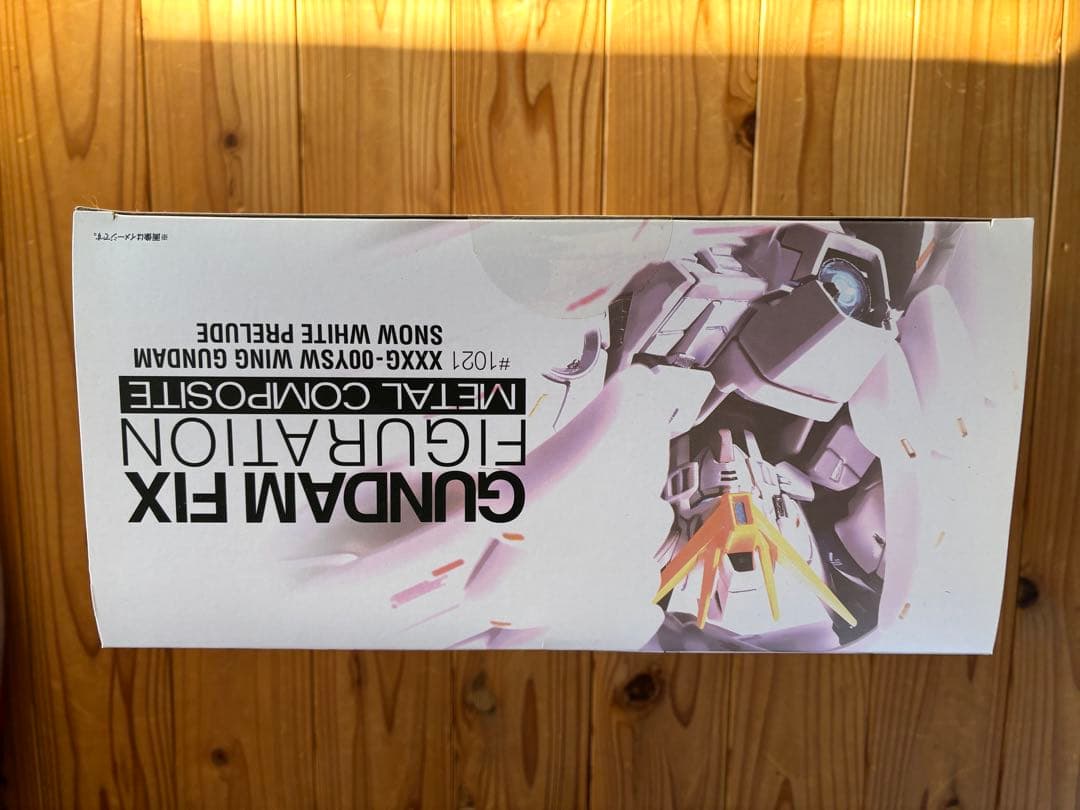 GUNDAM FIX
FIGURATION
METAL COMPOSITE
#1021 XXXG-00YSW WING GUNDAM
SNOW WHITE PRELUDE
※画像はイメージです。